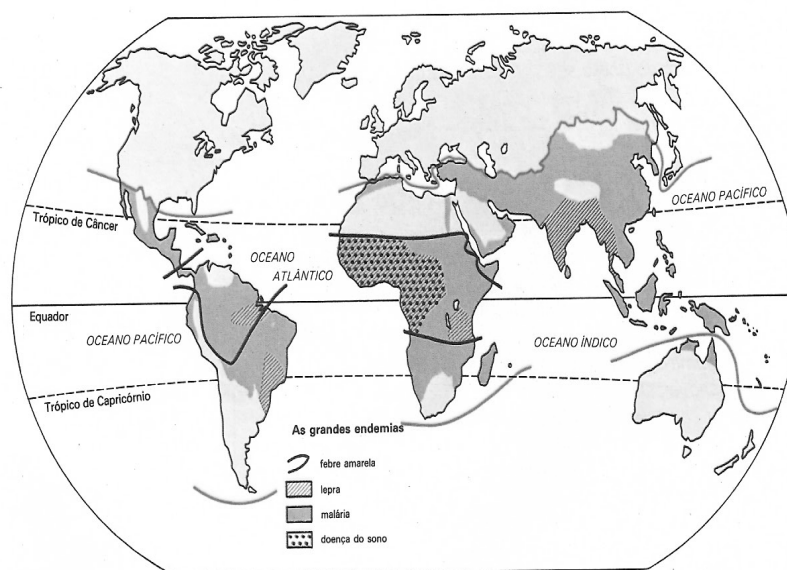 OCEANO PACÍFICO
Trópico de Câncer
OCEANO
ATLÂNTICO
Equador
OCEANO PACÍFICO
OCEANO ÍNDICO
Trópico de Capricórnio
As grandes endemias
febre amarela
lepra
malária
doença do sono